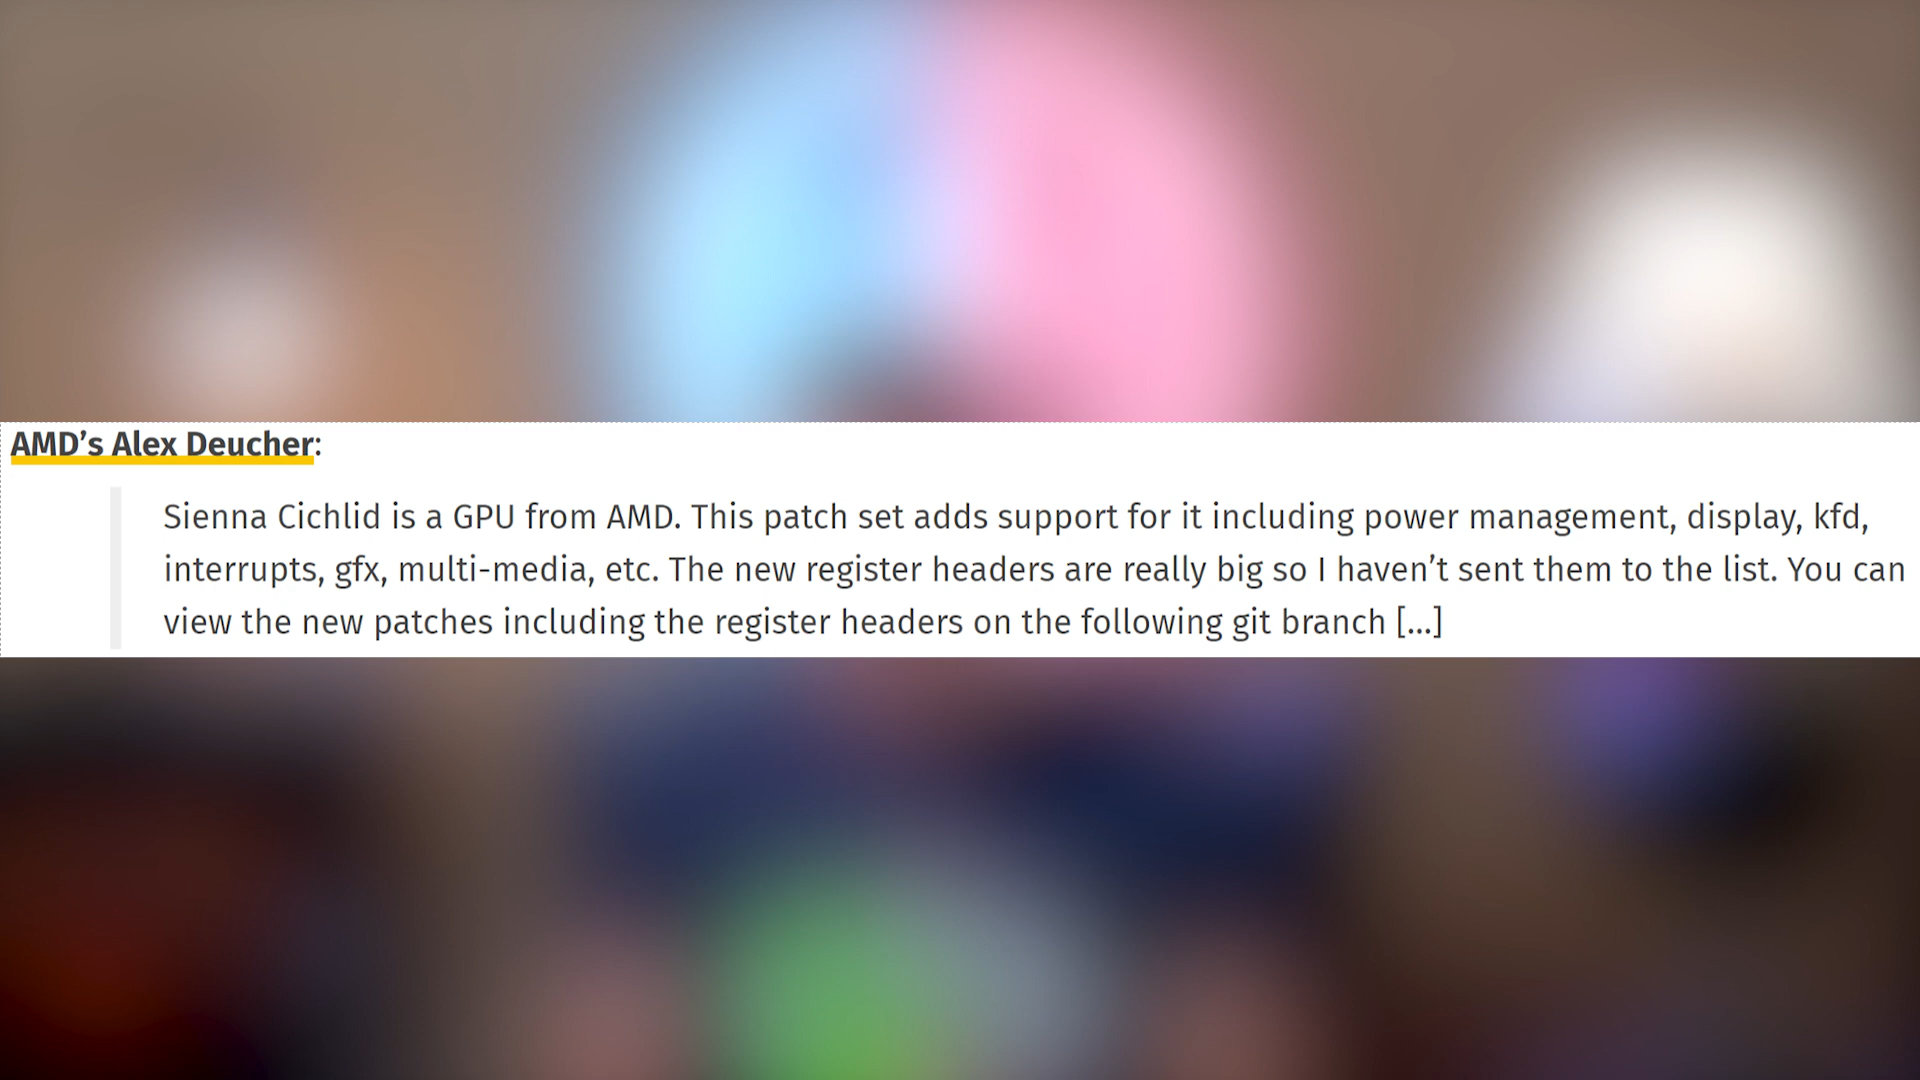 AMD’s Alex Deucher:
Sienna Cichlid is a GPU from AMD. This patch set adds support for it including power management, display, kfd,
interrupts, gfx, multi-media, etc. The new register headers are really big so I haven’t sent them to the list. You can
view the new patches including the register headers on the following git branch [...]